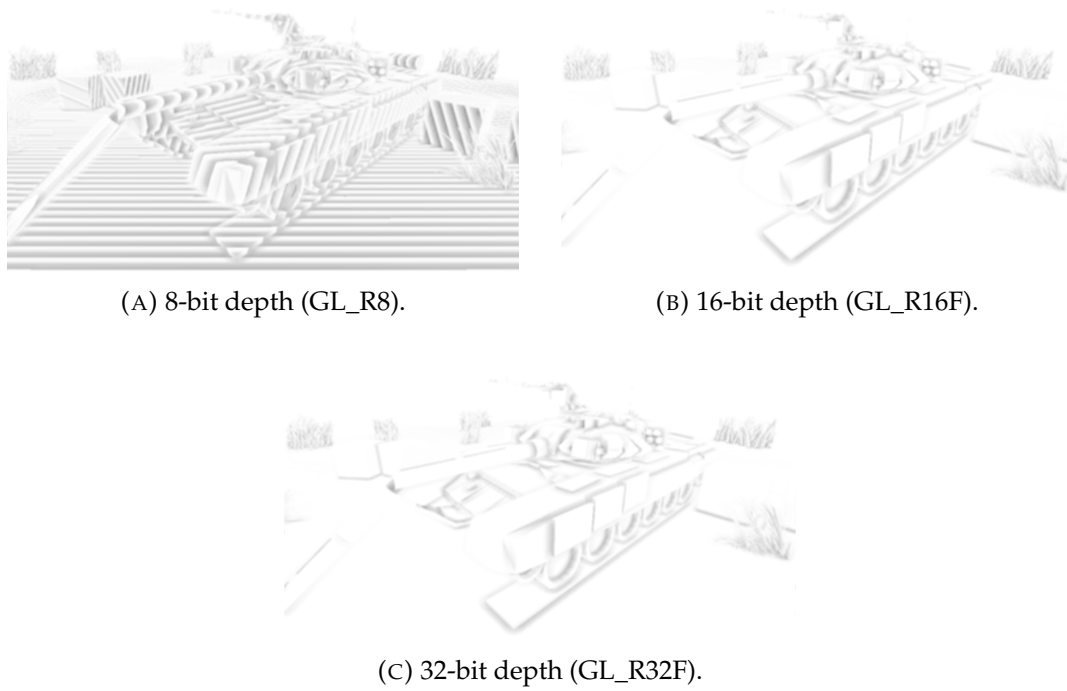 (A) 8-bit depth (GL_R8).
(B) 16-bit depth (GL_R16F).
(C) 32-bit depth (GL_R32F).